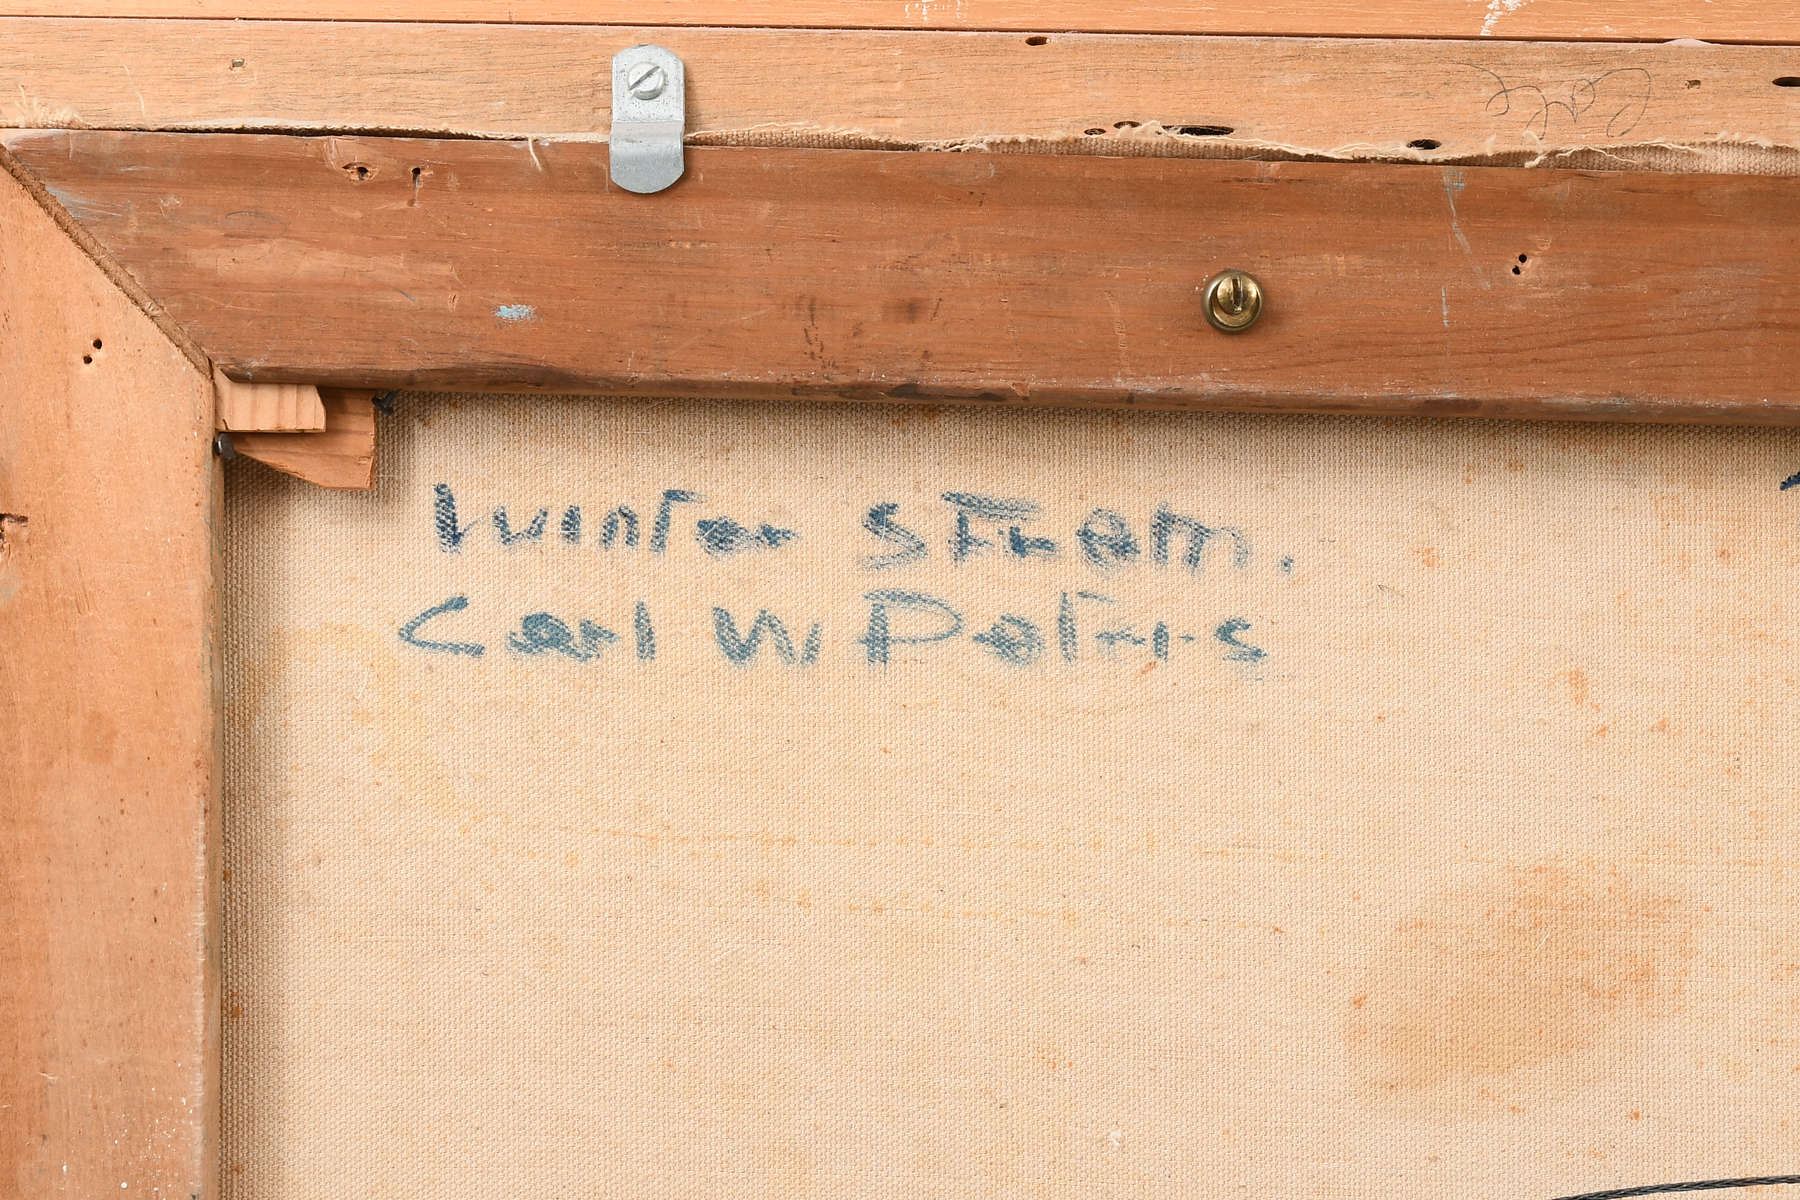 Winter Stream.
Carl W Peters